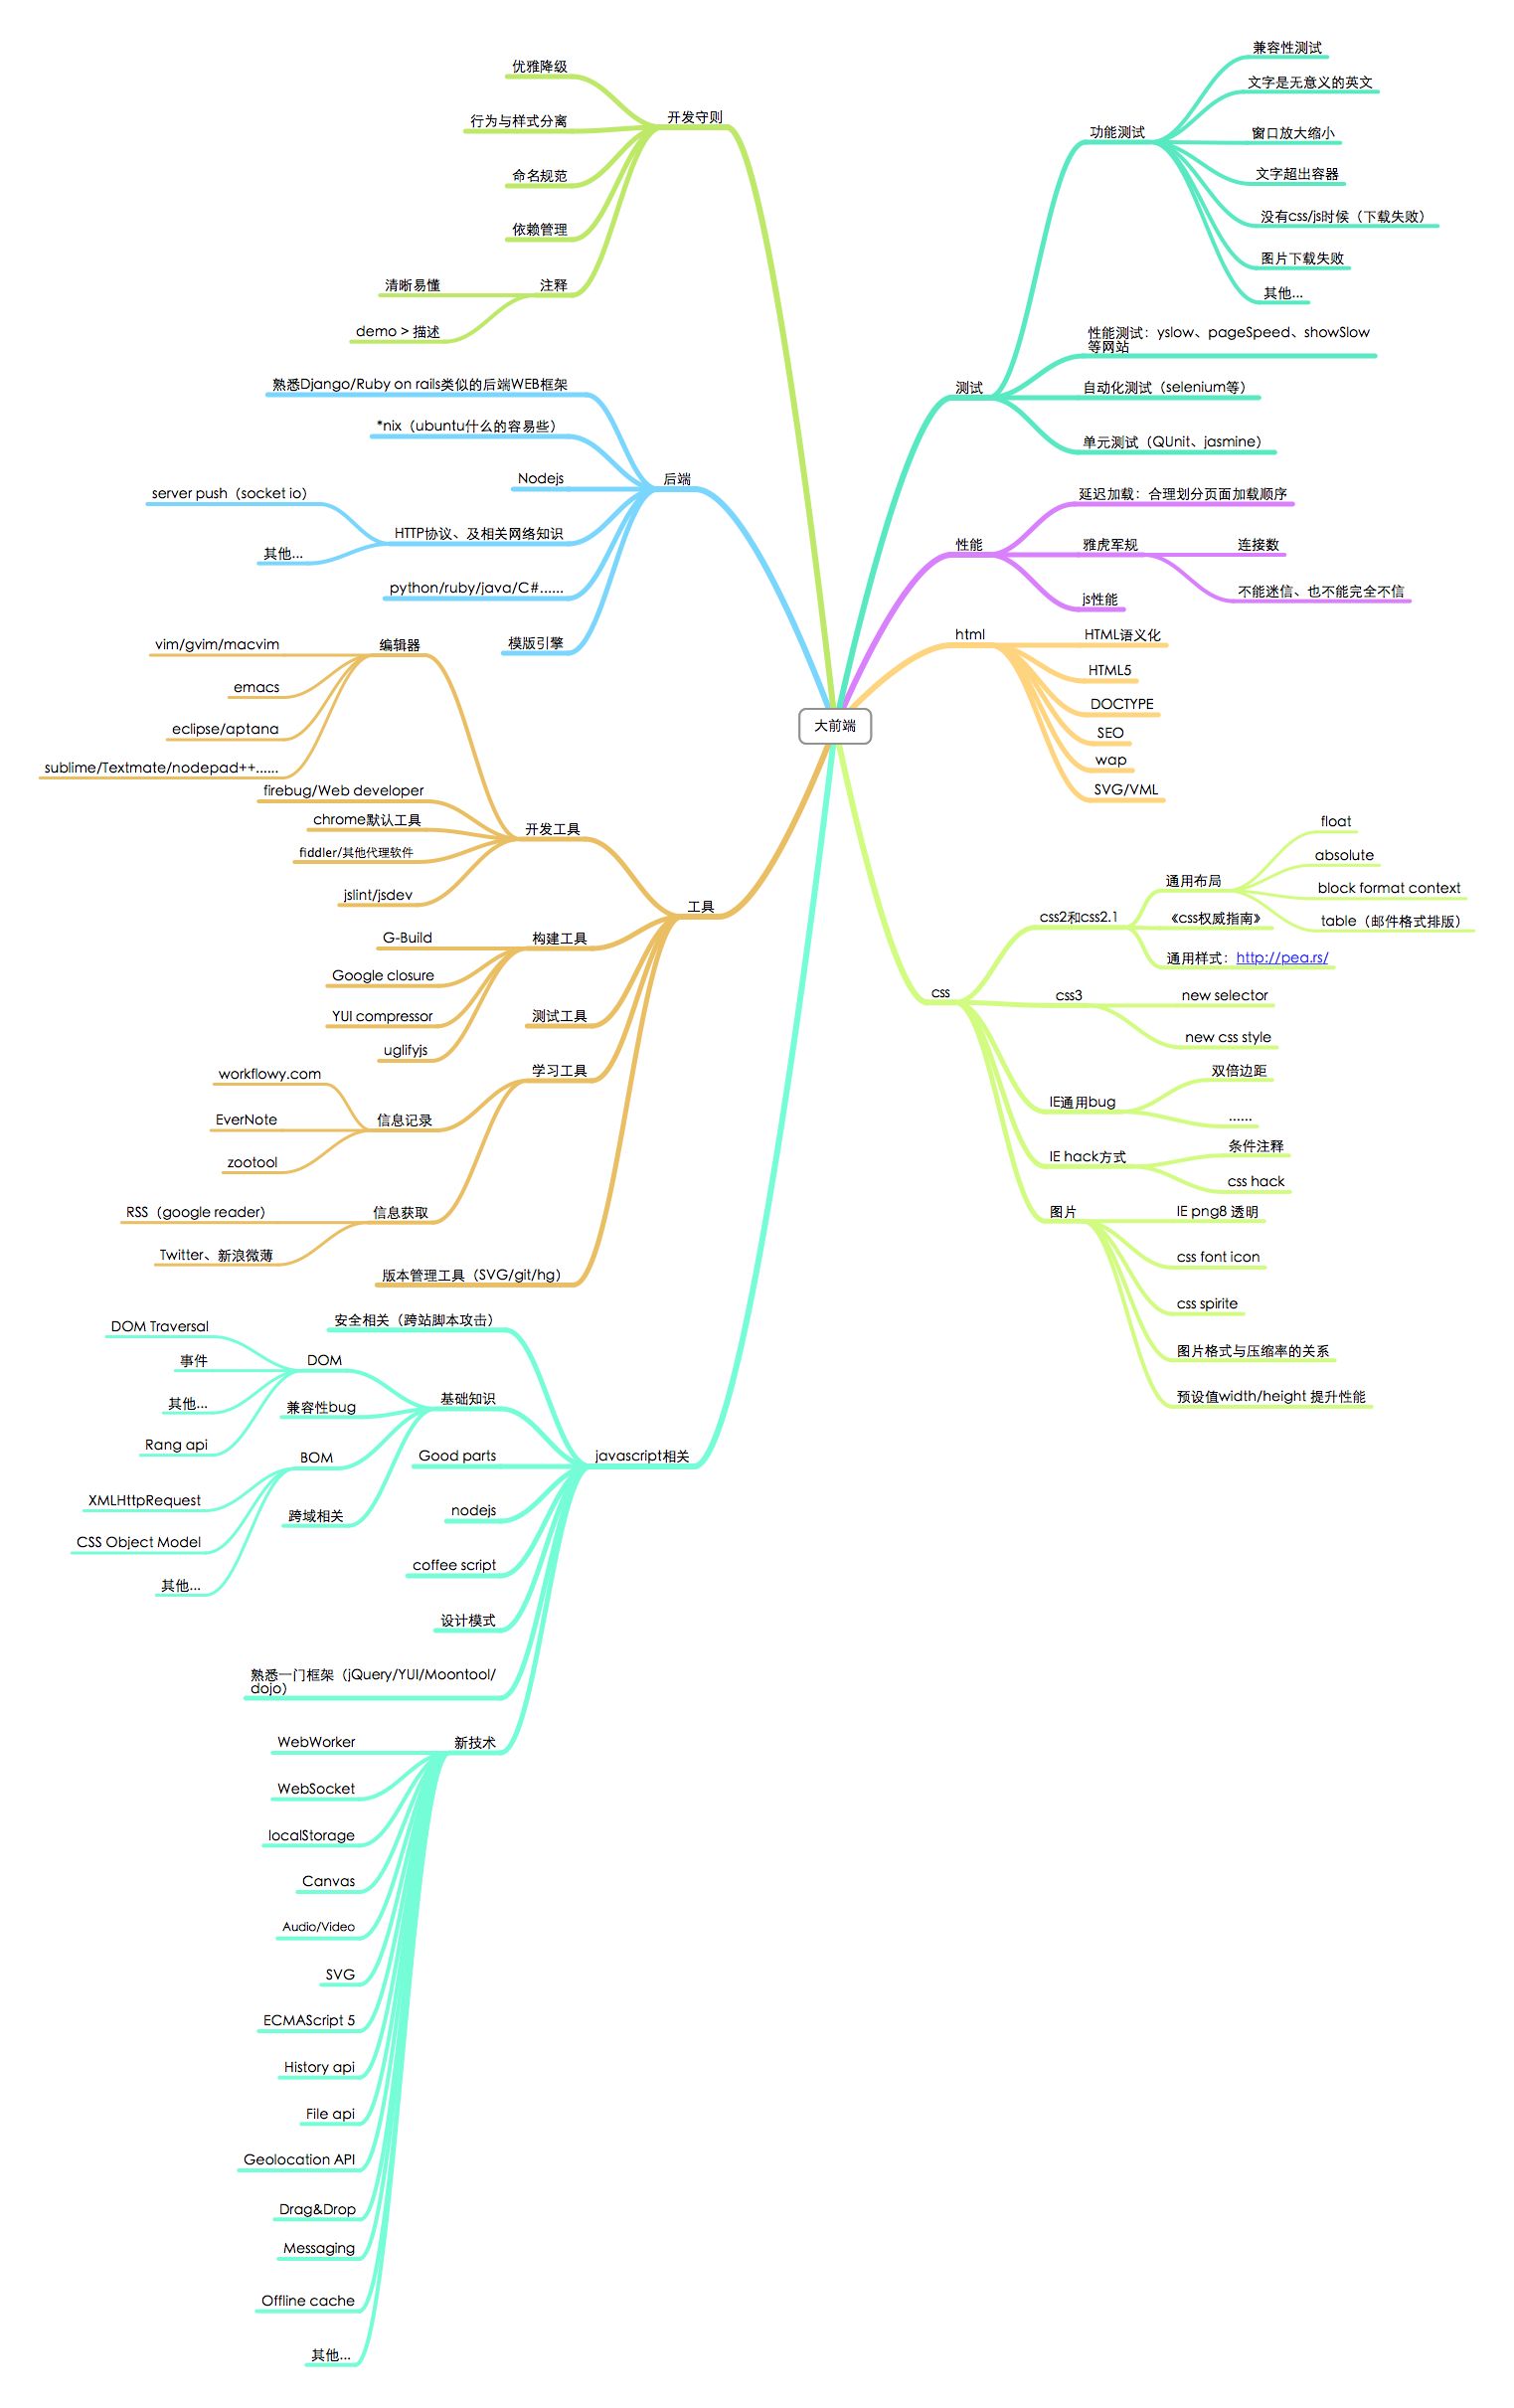 大前端
开发守则
优雅降级
行为与样式分离
命名规范
依赖管理
注释
清晰易懂
demo > 描述
后端
熟悉Django/Ruby on rails类似的后端WEB框架
*nix（ubuntu什么的容易些）
Nodejs
HTTP协议、及相关网络知识
server push（socket io）
其他...
python/ruby/java/C#......
模版引擎
工具
开发工具
编辑器
vim/gvim/macvim
emacs
eclipse/aptana
sublime/Textmate/nodepad++......
firebug/Web developer
chrome默认工具
fiddler/其他代理软件
jslint/jsdev
构建工具
G-Build
Google closure
YUI compressor
uglifyjs
测试工具
学习工具
信息记录
workflowy.com
EverNote
zootool
信息获取
RSS（google reader）
Twitter、新浪微薄
版本管理工具（SVG/git/hg）
javascript相关
安全相关（跨站脚本攻击）
基础知识
DOM
DOM Traversal
事件
其他...
Rang api
兼容性bug
BOM
XMLHttpRequest
CSS Object Model
其他...
跨域相关
Good parts
nodejs
coffee script
设计模式
熟悉一门框架（jQuery/YUI/Moontool/
dojo）
新技术
WebWorker
WebSocket
localStorage
Canvas
Audio/Video
SVG
ECMAScript 5
History api
File api
Geolocation API
Drag&Drop
Messaging
Offline cache
其他...
测试
功能测试
兼容性测试
文字是无意义的英文
窗口放大缩小
文字超出容器
没有css/js时候（下载失败）
图片下载失败
其他...
性能测试：yslow、pageSpeed、showSlow
等网站
自动化测试（selenium等）
单元测试（QUnit、jasmine）
性能
延迟加载：合理划分页面加载顺序
雅虎军规
连接数
不能迷信、也不能完全不信
js性能
html
HTML语义化
HTML5
DOCTYPE
SEO
wap
SVG/VML
css
css2和css2.1
通用布局
float
absolute
block format context
table（邮件格式排版）
《css权威指南》
通用样式：http://pea.rs/
css3
new selector
new css style
IE通用bug
双倍边距
......
IE hack方式
条件注释
css hack
图片
IE png8 透明
css font icon
css spirite
图片格式与压缩率的关系
预设值width/height 提升性能